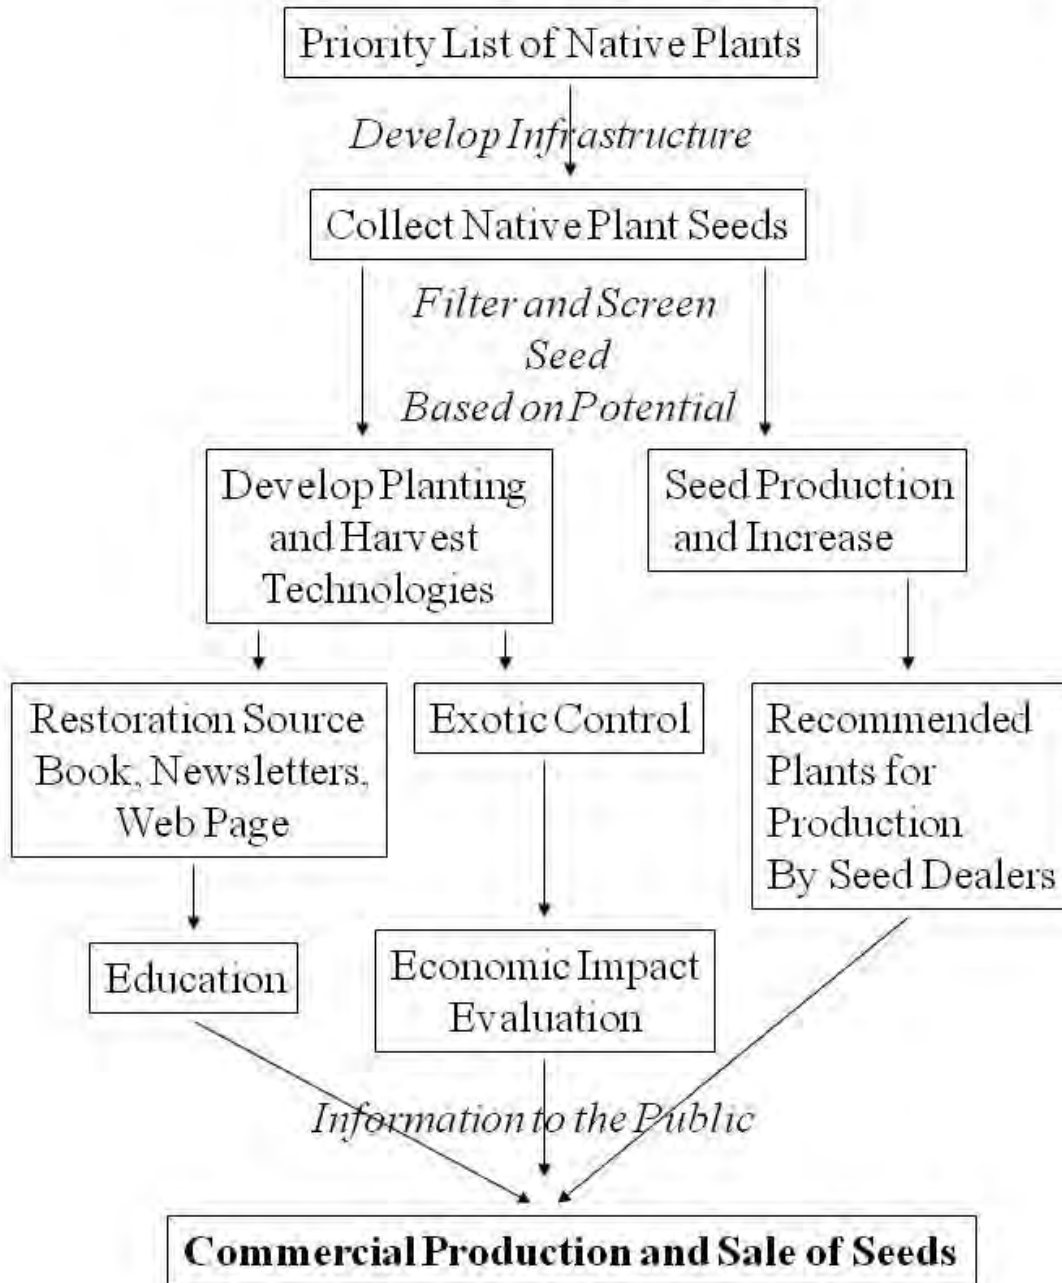 Priority List of Native Plants
Develop Infrastructure
Collect Native Plant Seeds
Filter and Screen
Seed
Based on Potential
Develop Planting
and Harvest
Technologies
Seed Production
and Increase
Restoration Source
Book, Newsletters,
Web Page
Exotic Control
Recommended
Plants for
Production
By Seed Dealers
Education
Economic Impact
Evaluation
Information to the Public
Commercial Production and Sale of Seeds